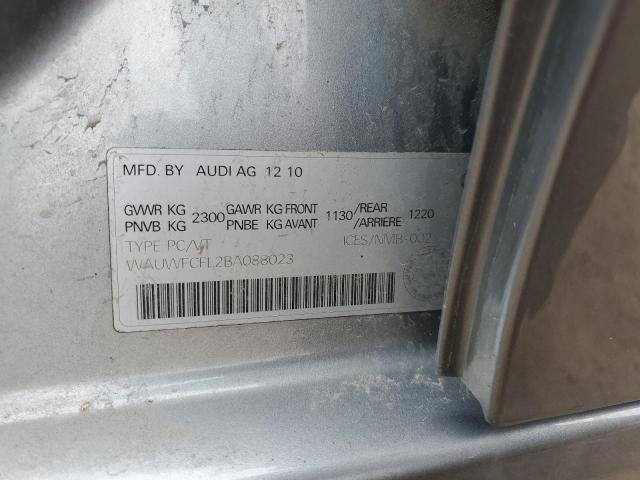 MFD. BY AUDI AG 12 10
GVWR KG 2300 GAWR KG FRONT 1130 /REAR 1220
PNVB KG PNBE KG AVANT /ARRIERE
TYPE PC/VT ICES/NMB-002
WAUWFCFL2BA088023